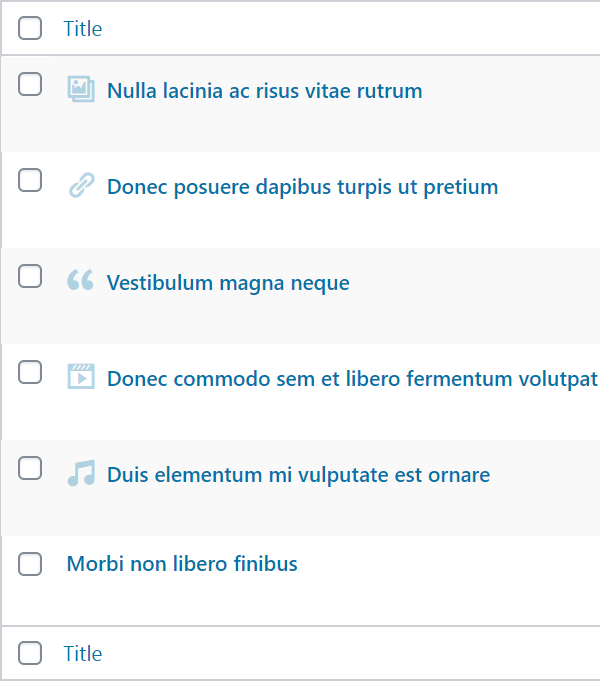 Title
Nulla lacinia ac risus vitae rutrum
Donec posuere dapibus turpis ut pretium
Vestibulum magna neque
Donec commodo sem et libero fermentum volutpat
Duis elementum mi vulputate est ornare
Morbi non libero finibus
Title